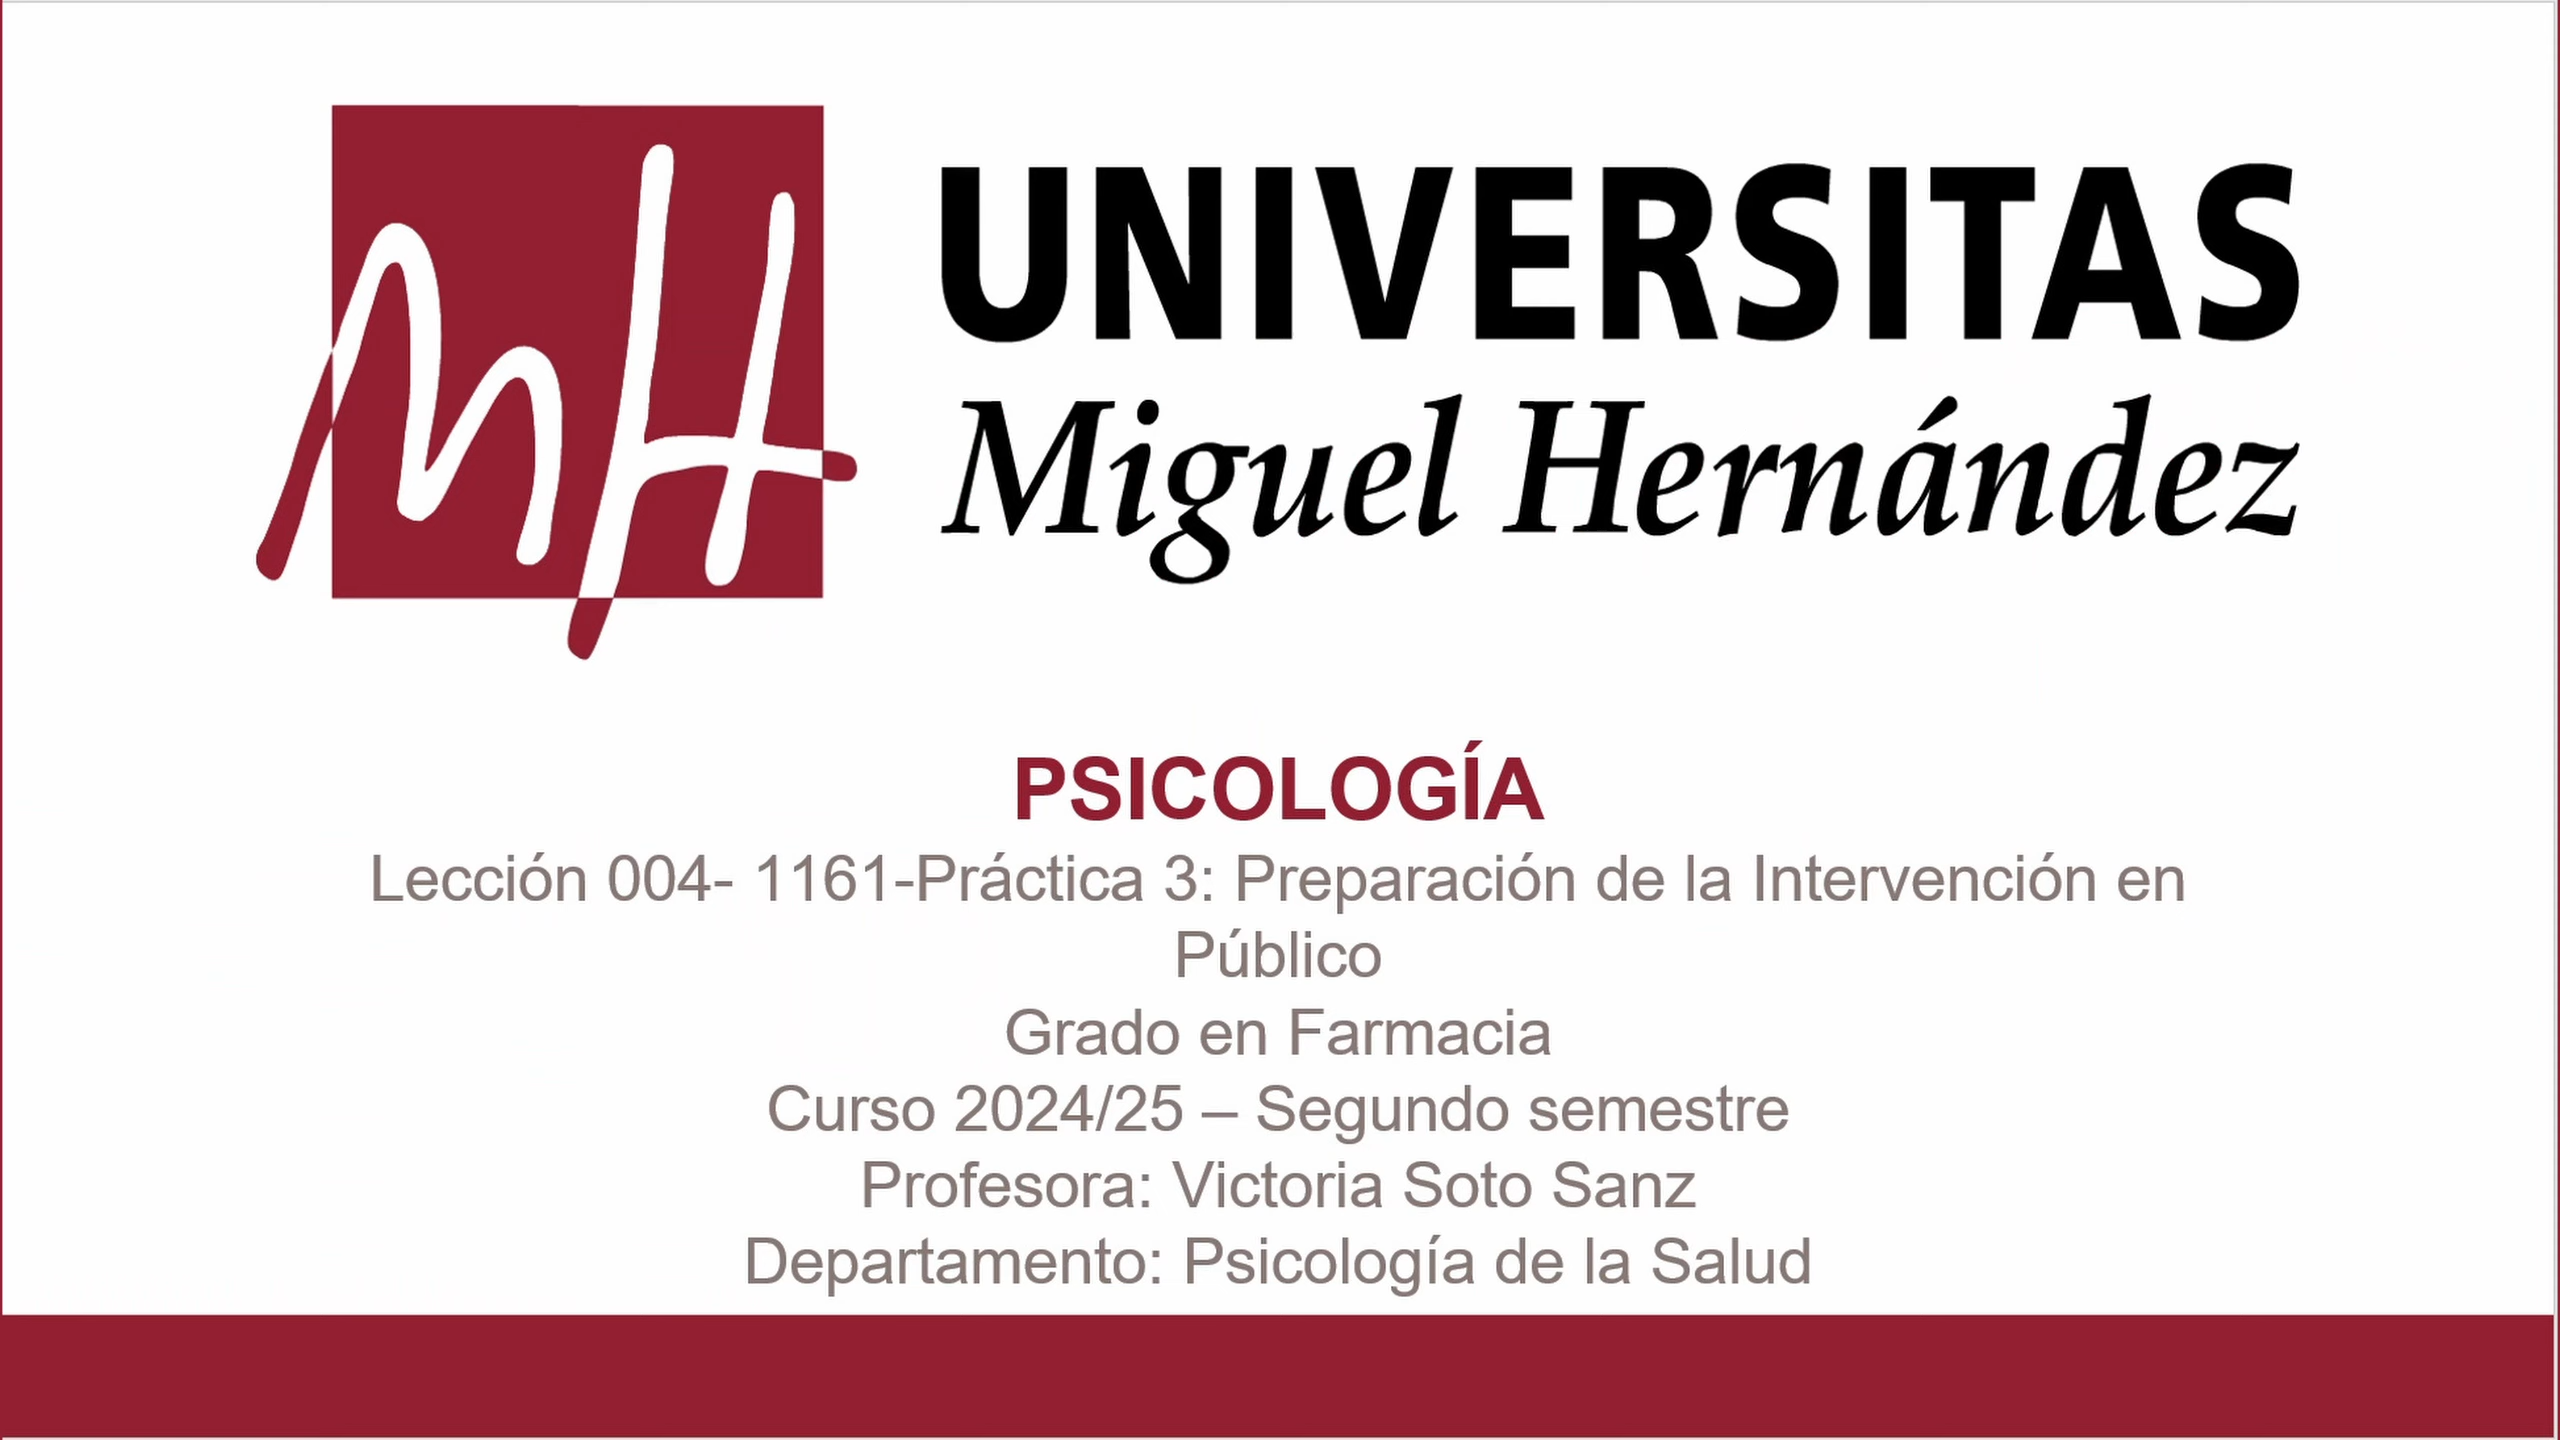 MH
UNIVERSITAS
Miguel Hernández
PSICOLOGÍA
Lección 004- 1161-Práctica 3: Preparación de la Intervención en
Público
Grado en Farmacia
Curso 2024/25 – Segundo semestre
Profesora: Victoria Soto Sanz
Departamento: Psicología de la Salud